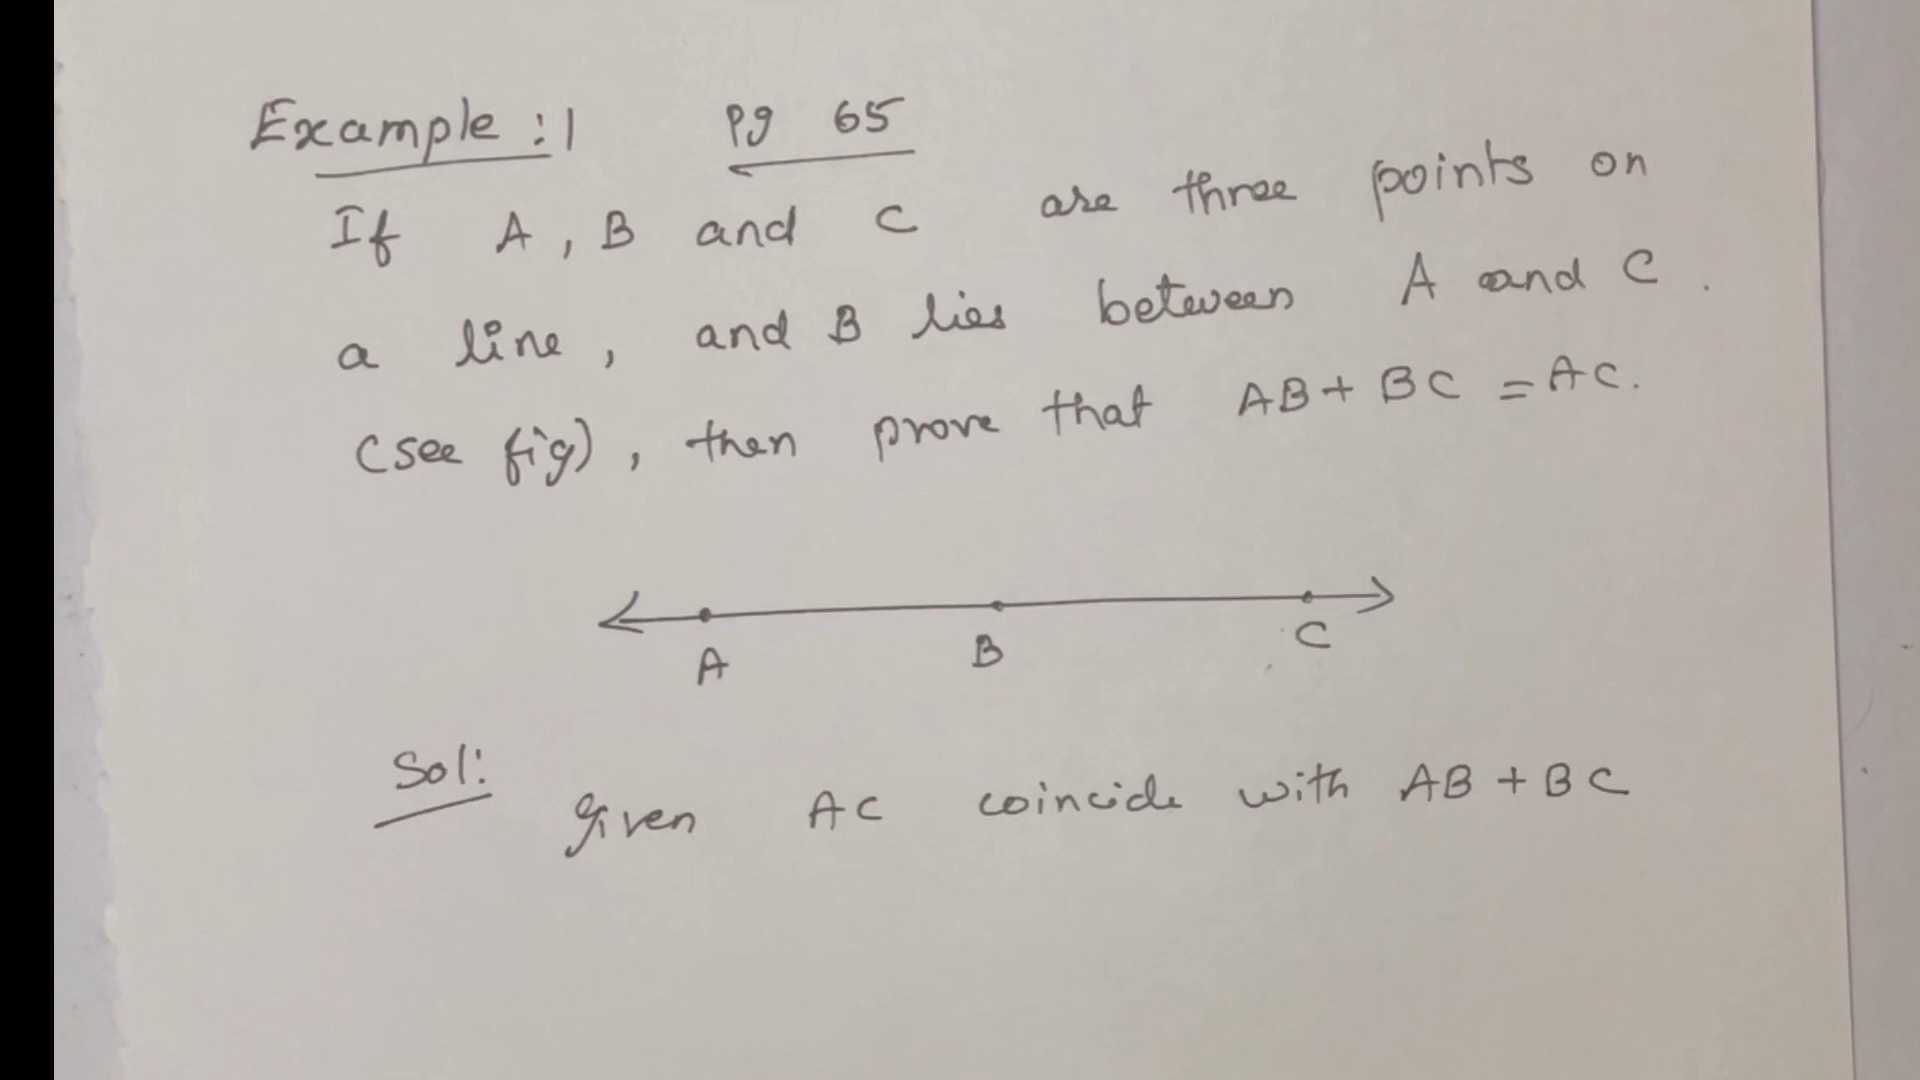 Example :1 Pg 65
If A, B and C are three points on
a line, and B lies between A and C.
(see fig), then prove that AB + BC = AC.
A B C
Sol:
Given AC coincide with AB + BC